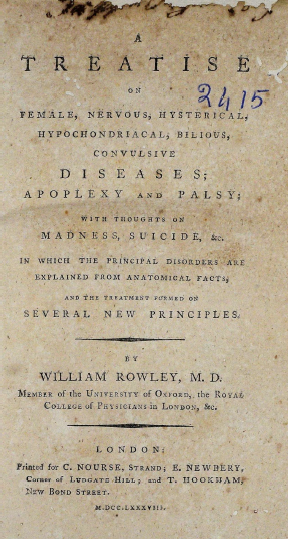 A
TREATISE
ON
2415
FEMALE, NERVOUS, HYSTERICAL,
HYPOCHONDRIACAL, BILIOUS,
CONVULSIVE
DISEASES;
APOPLEXY AND PALSY;
WITH THOUGHTS ON
MADNESS, SUICIDE, &c.
IN WHICH THE PRINCIPAL DISORDERS ARE
EXPLAINED FROM ANATOMICAL FACTS,
AND THE TREATMENT FORMED ON
SEVERAL NEW PRINCIPLES.
BY
WILLIAM ROWLEY, M. D.
MEMBER OF THE UNIVERSITY OF OXFORD, THE ROYAL
COLLEGE OF PHYSICIANS IN LONDON, &c.
LONDON:
Printed for C. NOURSE, STRAND; E. NEWBERY,
Corner of LUDGATE-HILL; and T. HOOKHAM,
NEW BOND STREET.
M.DCC.LXXXVIII.